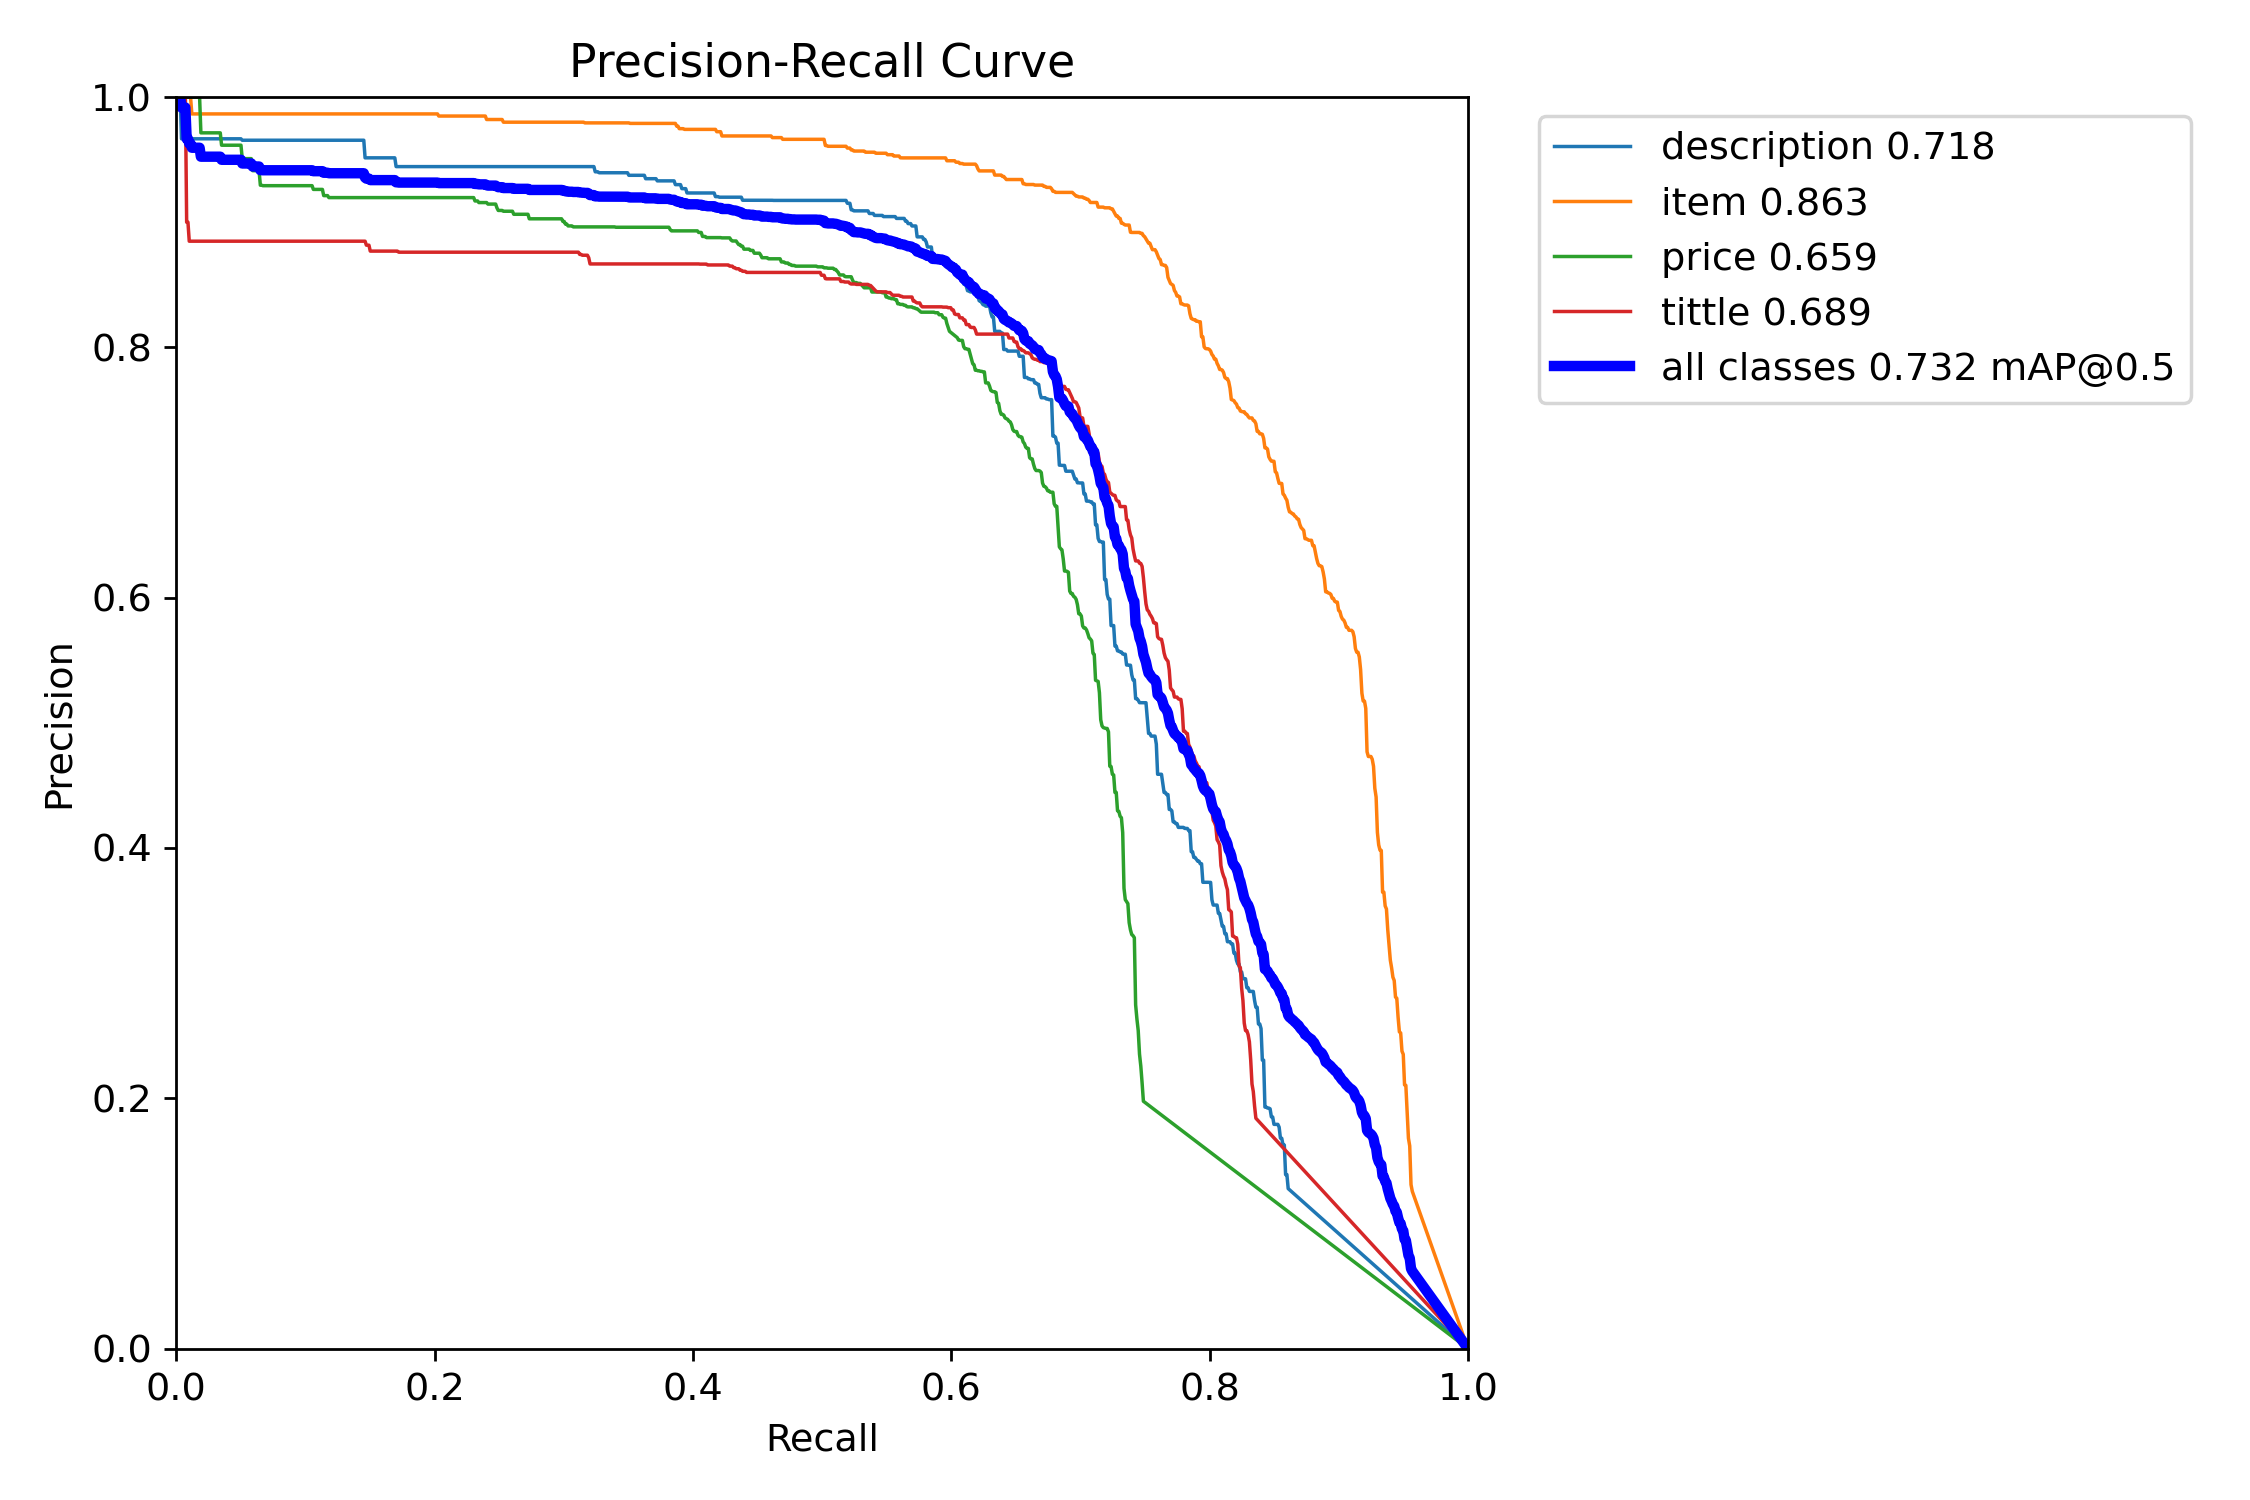 Precision-Recall Curve
1.0
0.8
0.6
0.4
0.2
0.0
Precision
0.0 0.2 0.4 0.6 0.8 1.0
Recall
description 0.718
item 0.863
price 0.659
tittle 0.689
all classes 0.732 mAP@0.5